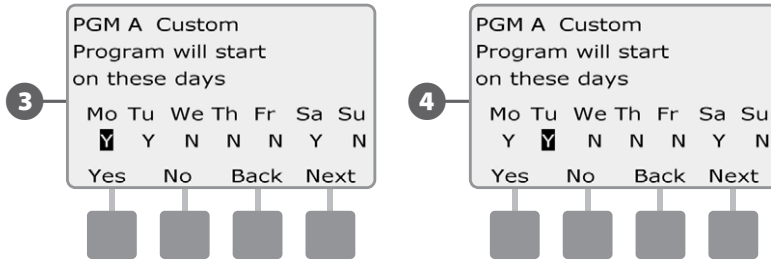 3
PGM A Custom
Program will start
on these days
Mo Tu We Th Fr Sa Su
Y Y N N N Y N
Yes No Back Next
4
PGM A Custom
Program will start
on these days
Mo Tu We Th Fr Sa Su
Y Y N N N Y N
Yes No Back Next